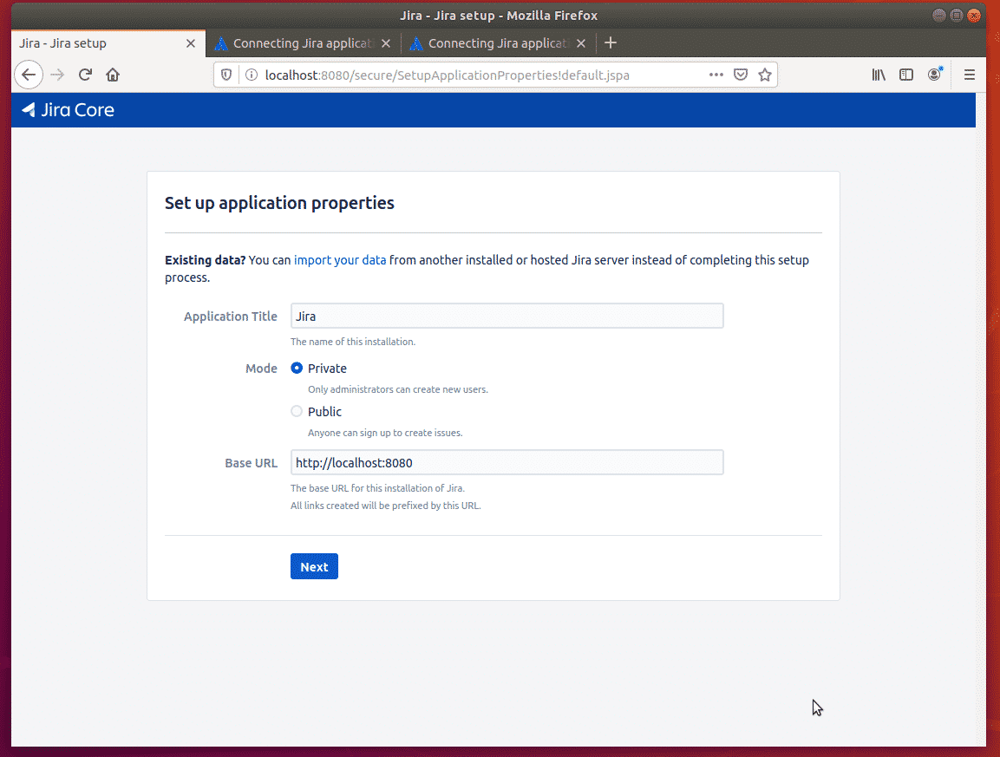 Jira - Jira setup - Mozilla Firefox
Jira - Jira setup
Connecting Jira applicat
Connecting Jira applicat
localhost:8080/secure/SetupApplicationProperties!default.jspa
Jira Core
Set up application properties
Existing data? You can import your data from another installed or hosted Jira server instead of completing this setup
process.
Application Title
Jira
The name of this installation.
Mode
Private
Only administrators can create new users.
Public
Anyone can sign up to create issues.
Base URL
http://localhost:8080
The base URL for this installation of Jira.
All links created will be prefixed by this URL.
Next